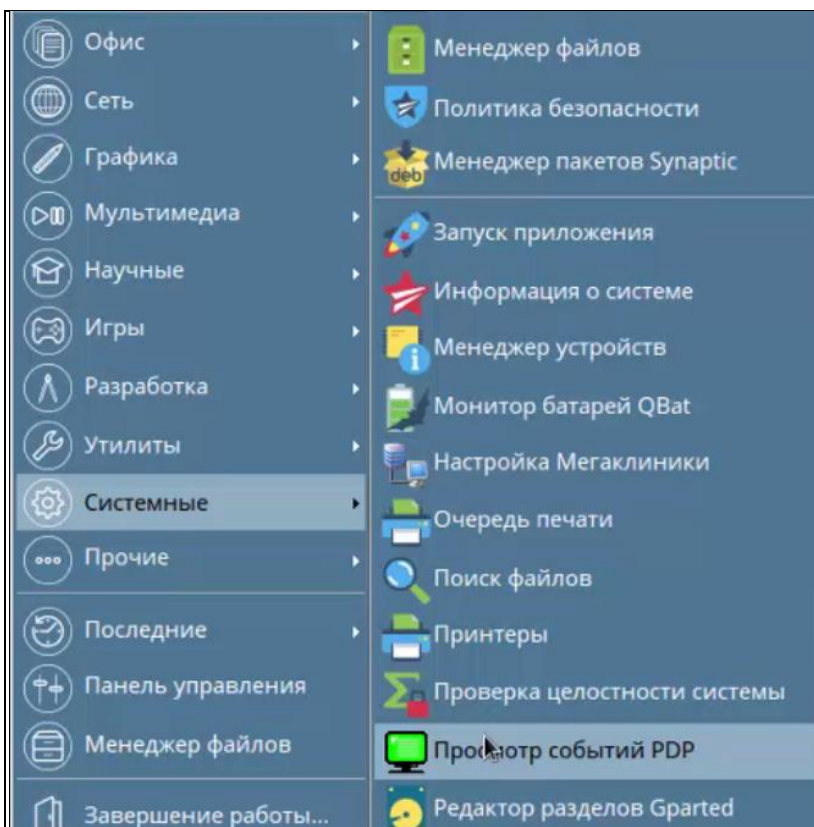 Офис
Сеть
Графика
Мультимедиа
Научные
Игры
Разработка
Утилиты
Системные
Прочие
Последние
Панель управления
Менеджер файлов
Завершение работы...
Менеджер файлов
Политика безопасности
deb
Менеджер пакетов Synaptic
Запуск приложения
Информация о системе
Менеджер устройств
Монитор батарей QBat
Настройка Мегаклиники
Очередь печати
Поиск файлов
Принтеры
Проверка целостности системы
Просмотр событий PDP
Редактор разделов Gparted